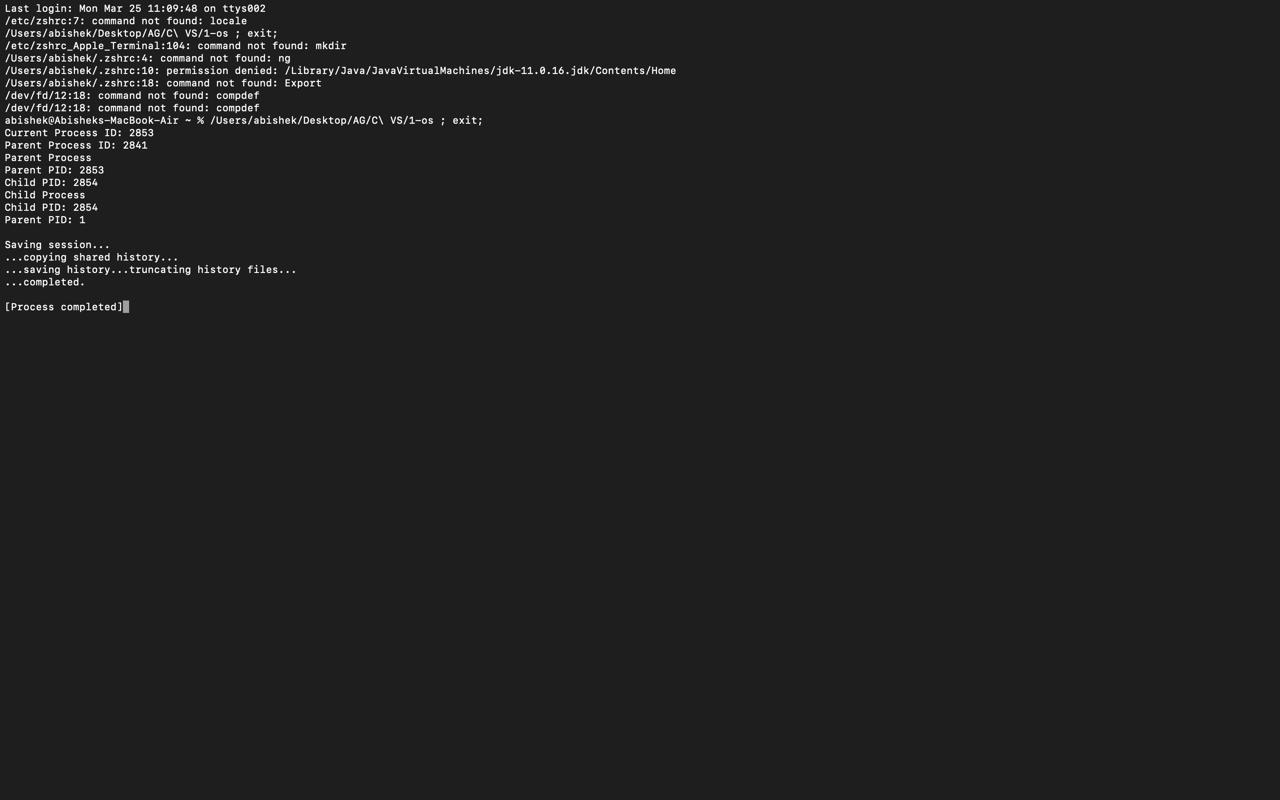 Last login: Mon Mar 25 11:09:48 on ttys002
/etc/zshrc:7: command not found: locale
/Users/abishek/Desktop/AG/C\ VS/1-os ; exit;
/etc/zshrc_Apple_Terminal:104: command not found: mkdir
/Users/abishek/.zshrc:4: command not found: ng
/Users/abishek/.zshrc:10: permission denied: /Library/Java/JavaVirtualMachines/jdk-11.0.16.jdk/Contents/Home
/Users/abishek/.zshrc:18: command not found: Export
/dev/fd/12:18: command not found: compdef
/dev/fd/12:18: command not found: compdef
abishek@Abisheks-MacBook-Air ~ % /Users/abishek/Desktop/AG/C\ VS/1-os ; exit;
Current Process ID: 2853
Parent Process ID: 2841
Parent Process
Parent PID: 2853
Child PID: 2854
Child Process
Child PID: 2854
Parent PID: 1
Saving session...
...copying shared history...
...saving history...truncating history files...
...completed.
[Process completed]